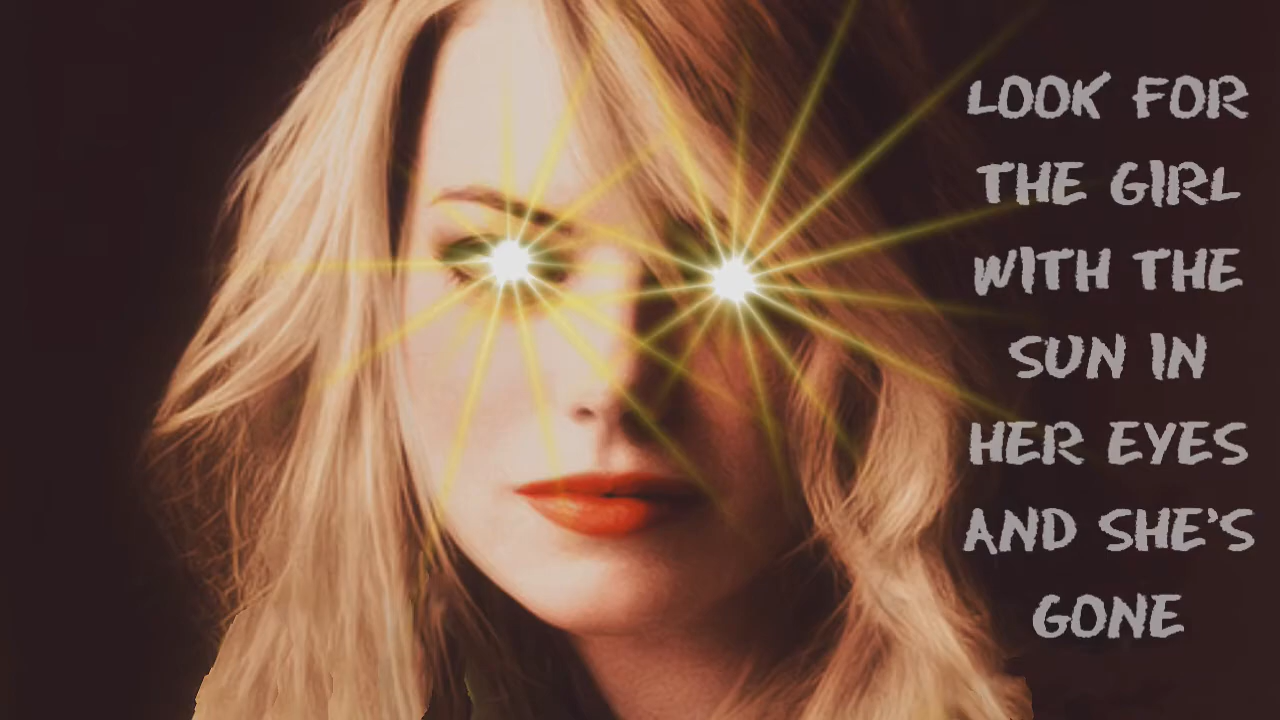 LOOK FOR
THE GIRL
WITH THE
SUN IN
HER EYES
AND SHE'S
GONE